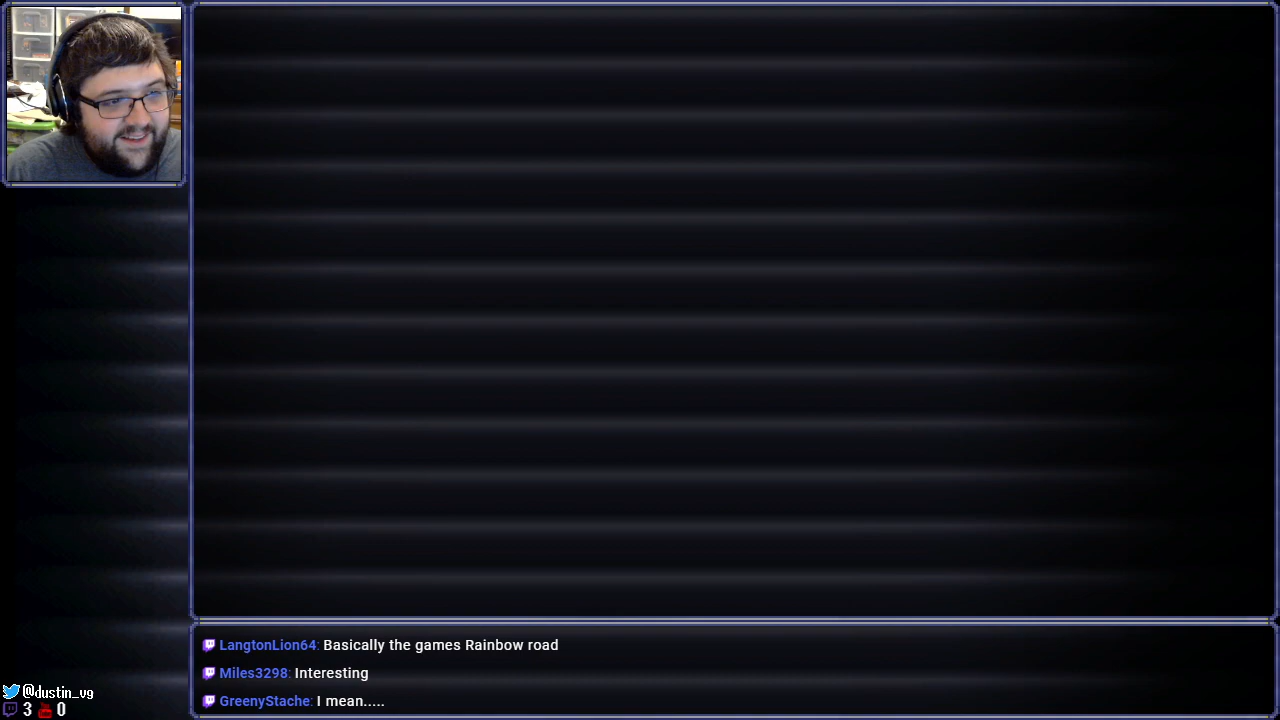 LangtonLion64: Basically the games Rainbow road
Miles3298: Interesting
GreenyStache: I mean.....
@dustin_vg
3 0